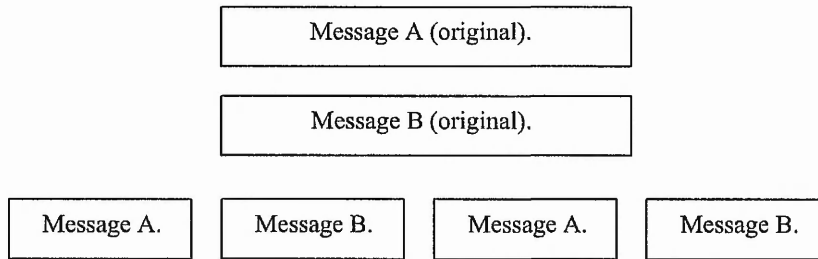 Message A (original).
Message B (original).
Message A. Message B. Message A. Message B.